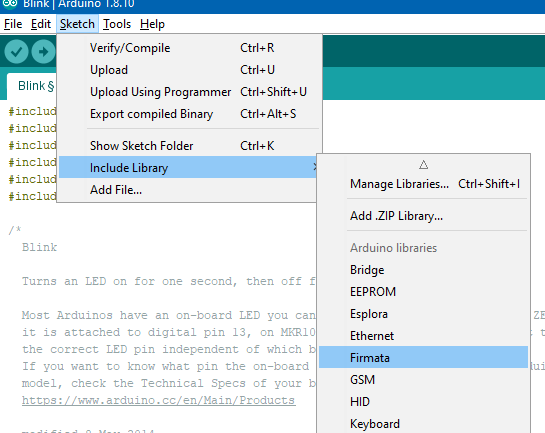 Blink | Arduino 1.8.10
File Edit Sketch Tools Help
Verify/Compile Ctrl+R
Upload Ctrl+U
Upload Using Programmer Ctrl+Shift+U
Export compiled Binary Ctrl+Alt+S
Show Sketch Folder Ctrl+K
Include Library
Add File...
Manage Libraries... Ctrl+Shift+I
Add .ZIP Library...
Arduino libraries
Bridge
EEPROM
Esplora
Ethernet
Firmata
GSM
HID
Keyboard
Blink §
#includ
#includ
#includ
#includ
#includ
#includ
/*
Blink
Turns an LED on for one second, then off f
Most Arduinos have an on-board LED you can ZE
it is attached to digital pin 13, on MKR10 t
the correct LED pin independent of which b
If you want to know what pin the on-board dui
model, check the Technical Specs of your b
https://www.arduino.cc/en/Main/Products
modified 8 May 2014